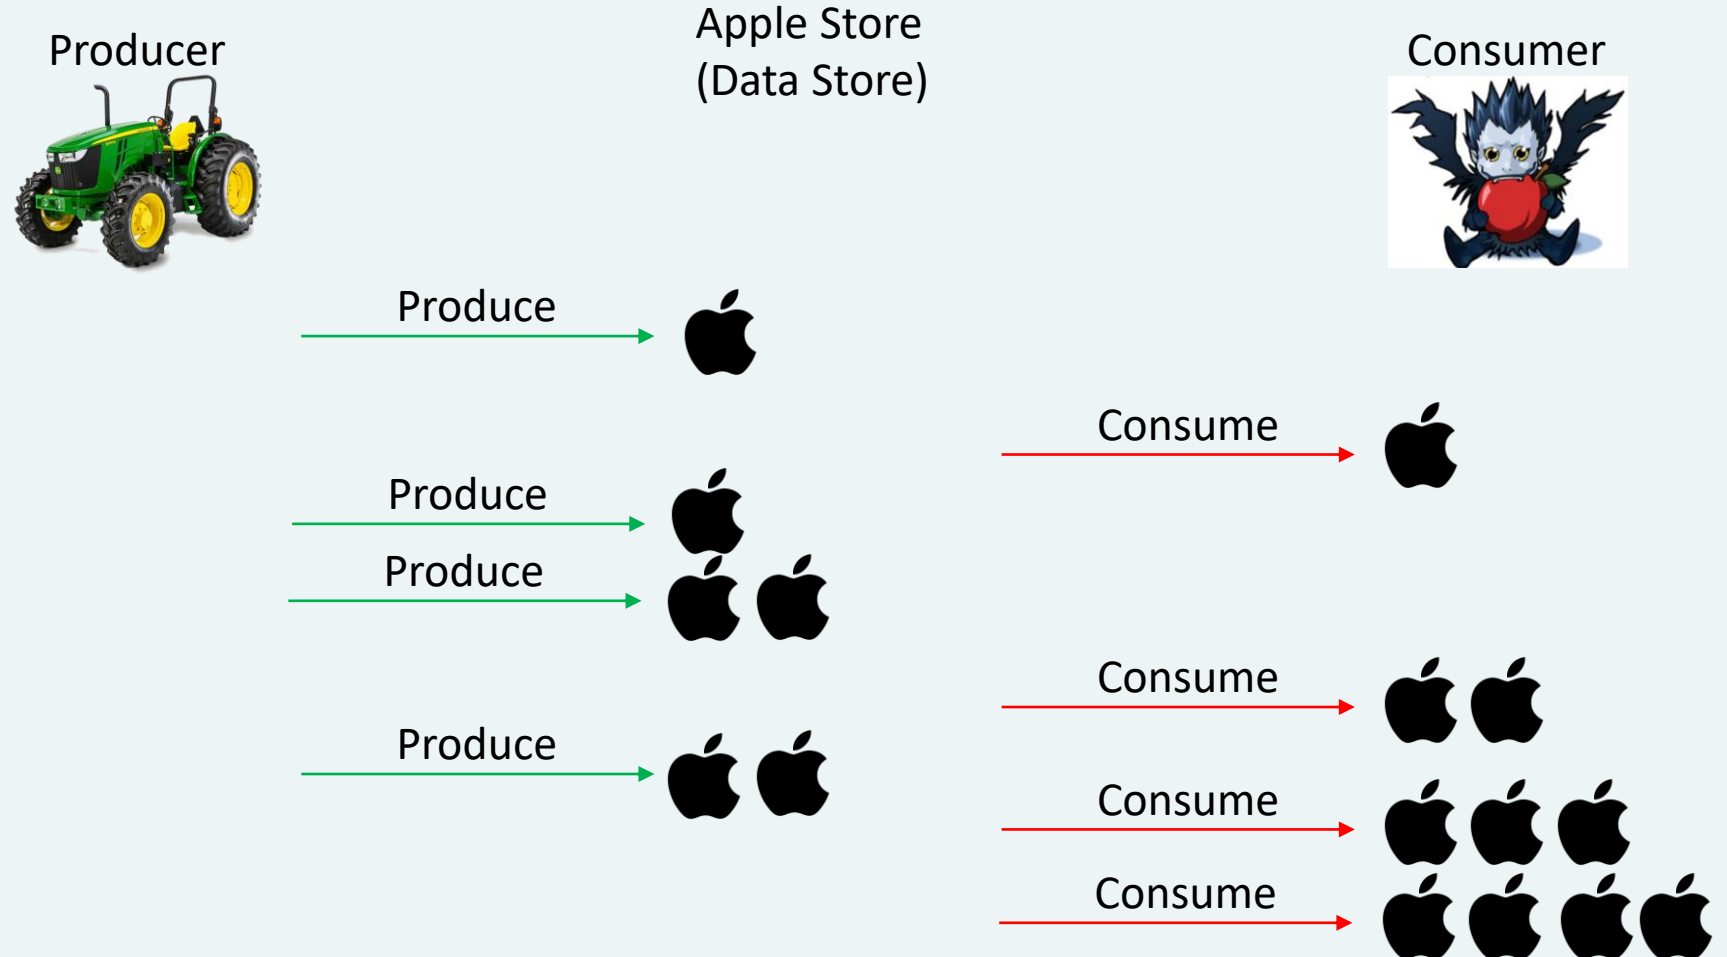 Producer
Apple Store
(Data Store)
Consumer
Produce
Consume
Produce
Produce
Consume
Produce
Consume
Consume